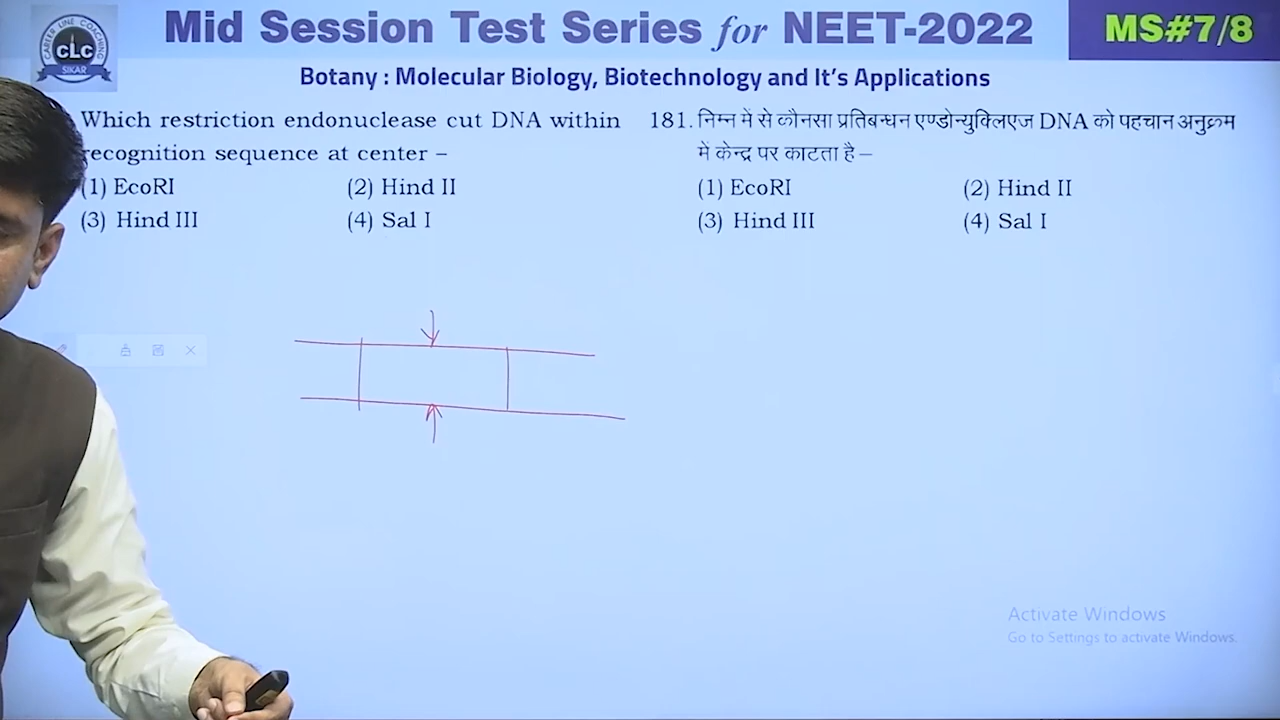 Mid Session Test Series for NEET-2022
MS#7/8
CAREER LINE COACHING
CLC
SIKAR
Botany : Molecular Biology, Biotechnology and It's Applications
Which restriction endonuclease cut DNA within
recognition sequence at center –
(1) EcoRI
(2) Hind II
(3) Hind III
(4) Sal I
181. निम्न में से कौनसा प्रतिबन्धन एण्डोन्युक्लिएज DNA को पहचान अनुक्रम
में केन्द्र पर काटता है –
(1) EcoRI
(2) Hind II
(3) Hind III
(4) Sal I
Activate Windows
Go to Settings to activate Windows.